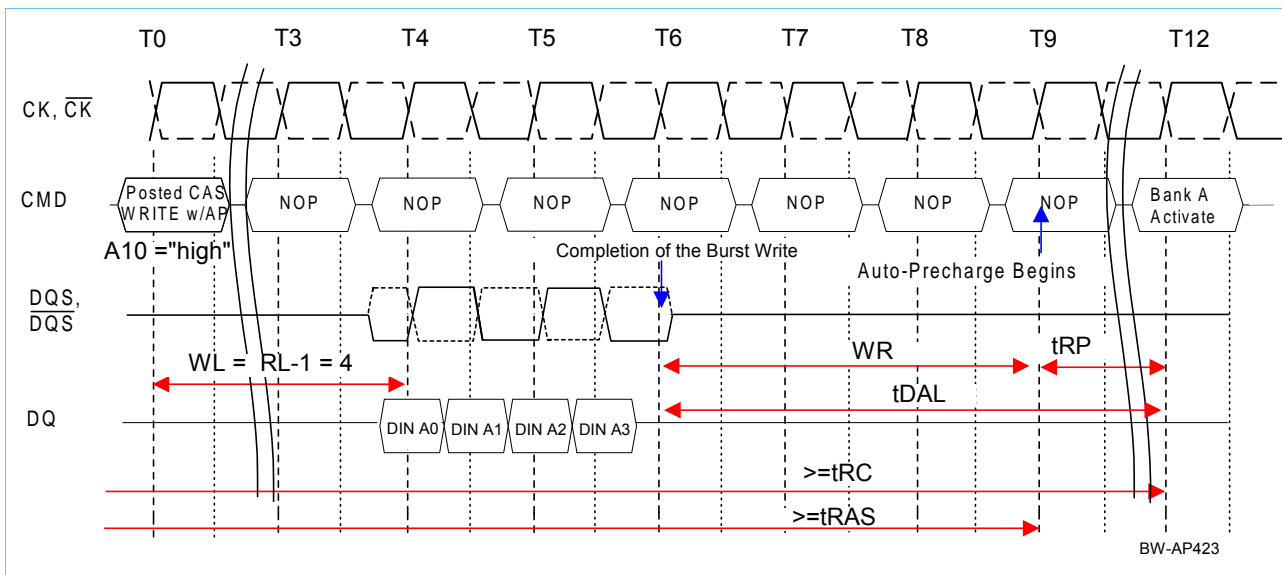 T0 T3 T4 T5 T6 T7 T8 T9 T12
CK, CK
CMD
Posted CAS
WRITE w/AP
NOP NOP NOP NOP NOP NOP NOP
Bank A
Activate
A10 ="high"
Completion of the Burst Write
Auto-Precharge Begins
DQS,
DQS
WL = RL-1 = 4
WR
tRP
tDAL
DQ
DIN A0 DIN A1 DIN A2 DIN A3
>=tRC
>=tRAS
BW-AP423